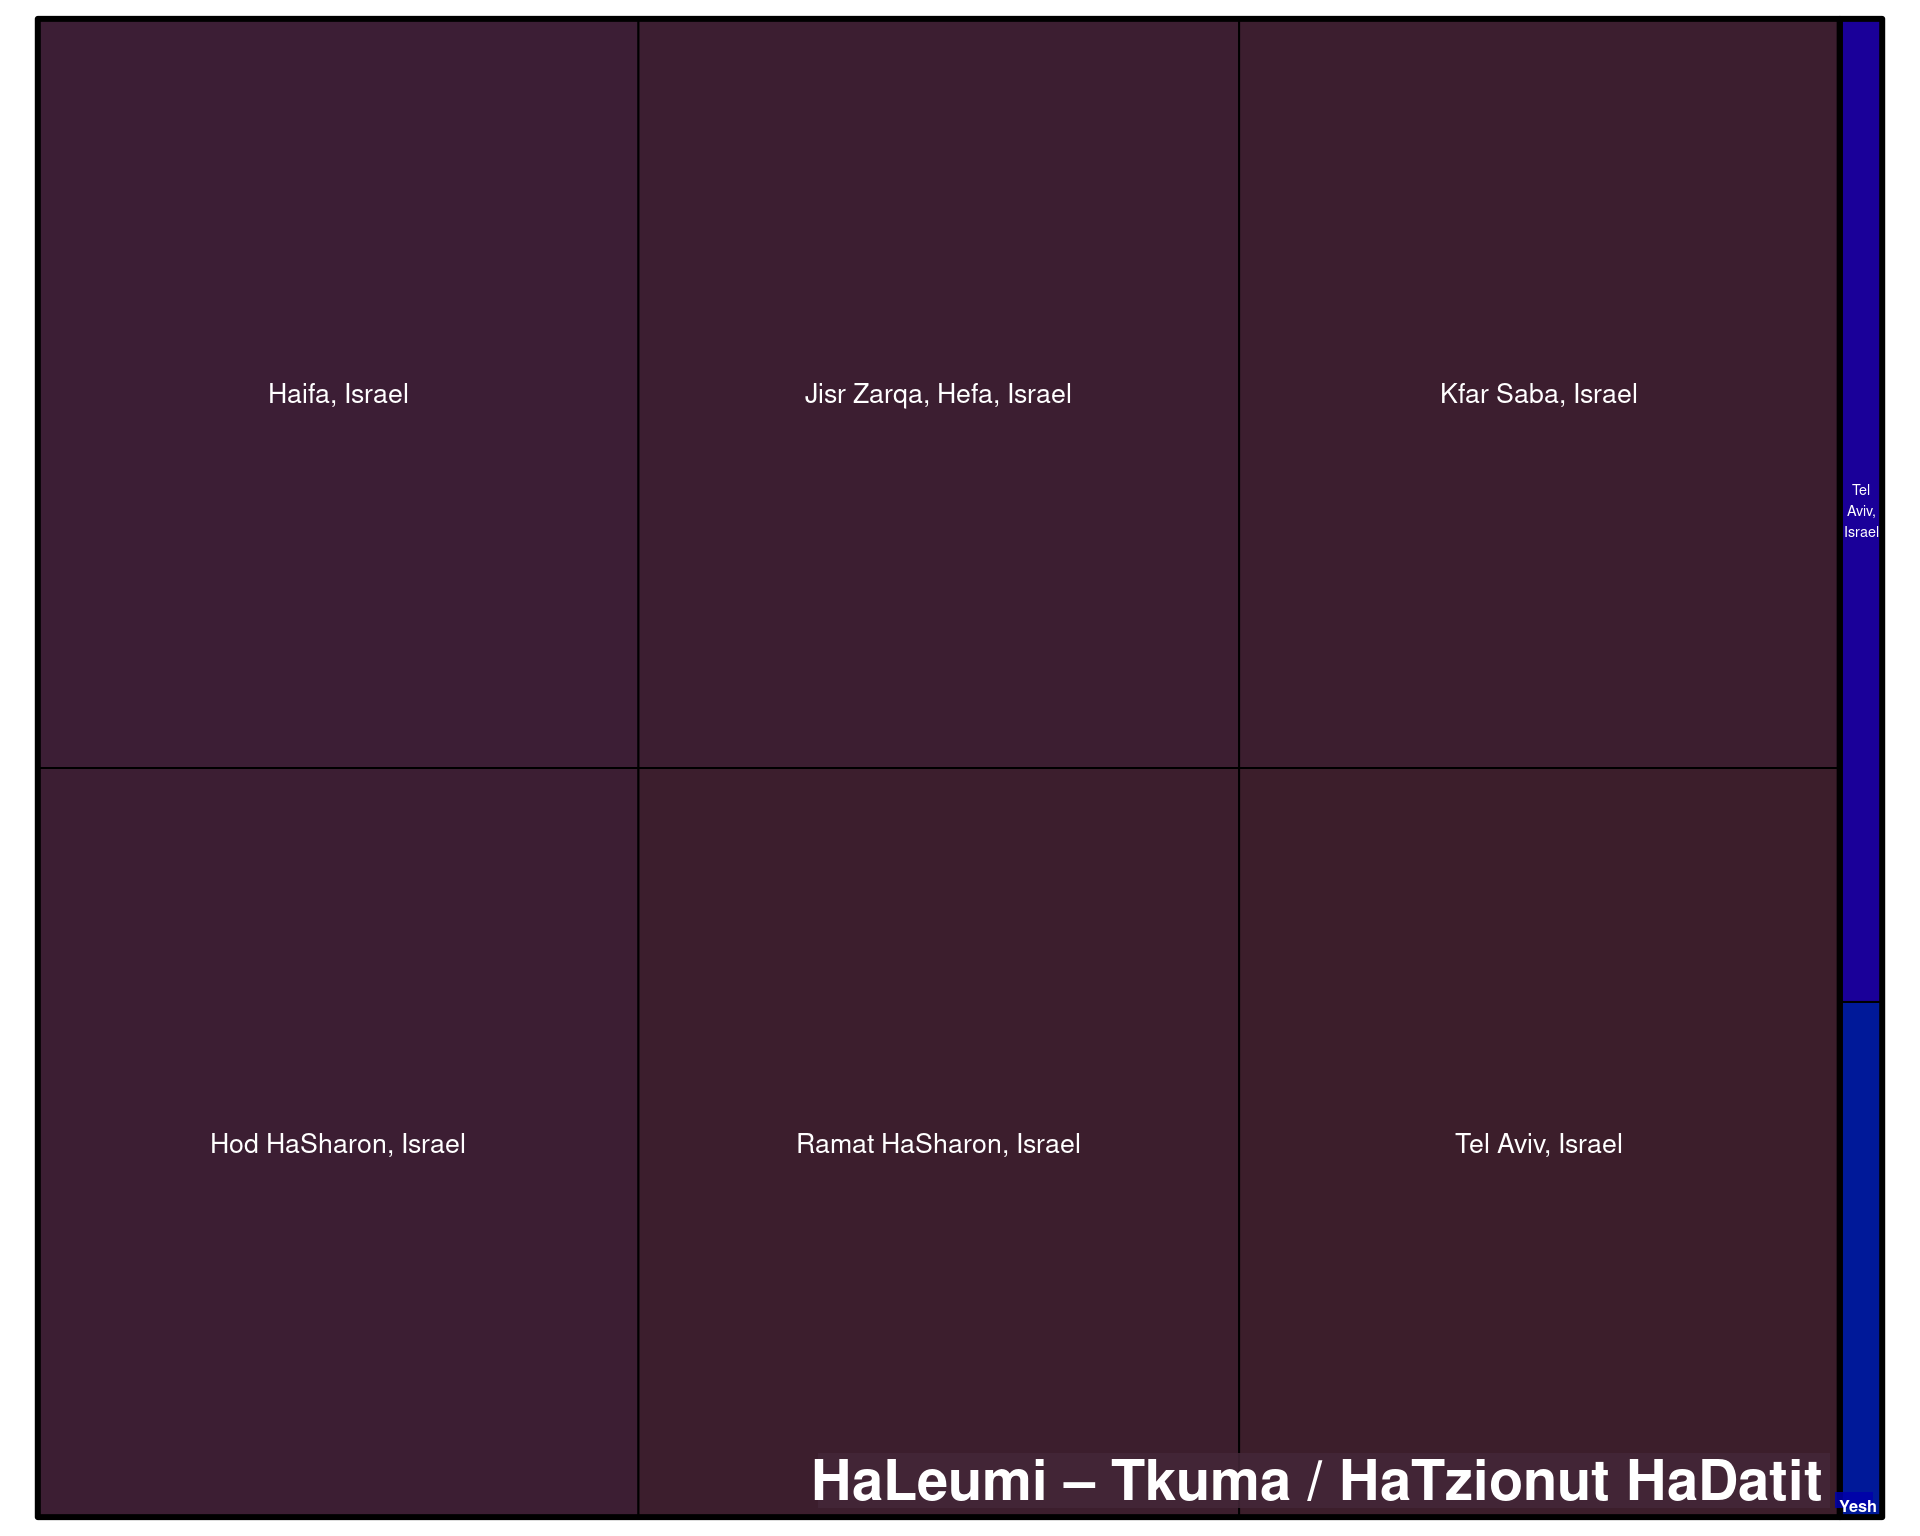 Haifa, Israel
Jisr Zarqa, Hefa, Israel
Kfar Saba, Israel
Tel
Aviv,
Israel
Hod HaSharon, Israel
Ramat HaSharon, Israel
Tel Aviv, Israel
HaLeumi – Tkuma / HaTzionut HaDatit
Yesh